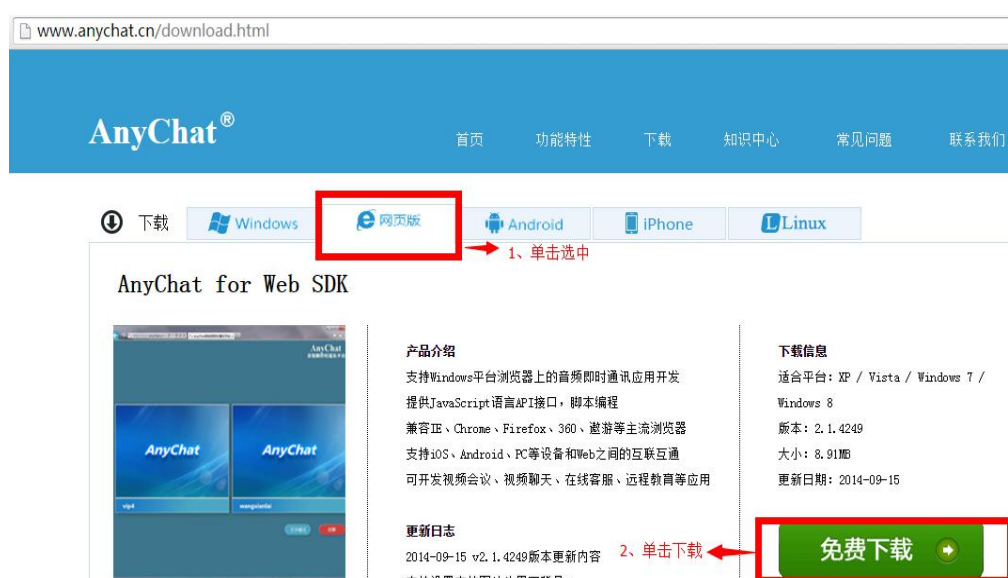 www.anychat.cn/download.html
AnyChat®
首页 功能特性 下载 知识中心 常见问题 联系我们
下载 Windows 网页版 Android iPhone Linux
1、单击选中
AnyChat for Web SDK
AnyChat
AnyChat AnyChat
vip4 wangxiaodai
产品介绍
支持Windows平台浏览器上的音频即时通讯应用开发
提供JavaScript语言API接口，脚本编程
兼容IE、Chrome、Firefox、360、遨游等主流浏览器
支持iOS、Android、PC等设备和Web之间的互联互通
可开发视频会议、视频聊天、在线客服、远程教育等应用
更新日志
2014-09-15 v2.1.4249版本更新内容
下载信息
适合平台：XP / Vista / Windows 7 /
Windows 8
版本：2.1.4249
大小：8.91MB
更新日期：2014-09-15
2、单击下载
免费下载